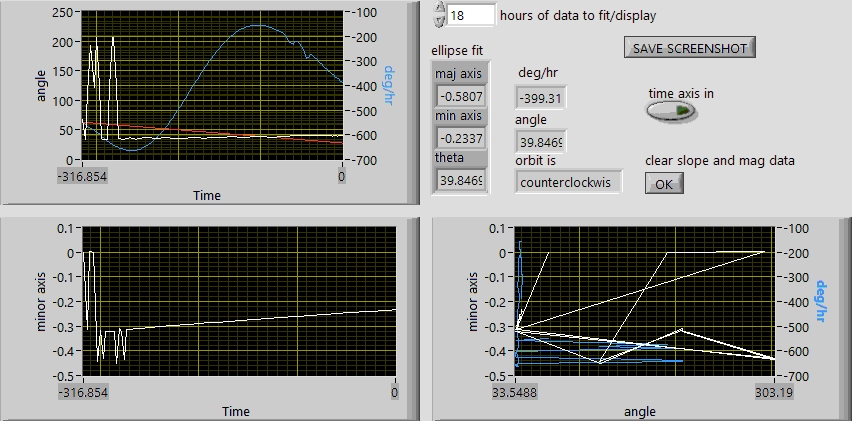 250
200
150
100
50
0
angle
-100
-200
-300
-400
-500
-600
-700
deg/hr
-316.854
0
Time
18 hours of data to fit/display
SAVE SCREENSHOT
ellipse fit
maj axis
-0.5807
min axis
-0.2337
theta
39.8469
deg/hr
-399.31
angle
39.8469
orbit is
counterclockwis
time axis in
clear slope and mag data
OK
0.1
0
-0.1
-0.2
-0.3
-0.4
-0.5
minor axis
-316.854
0
Time
0.1
0
-0.1
-0.2
-0.3
-0.4
-0.5
minor axis
-100
-200
-300
-400
-500
-600
-700
deg/hr
33.5488
303.19
angle